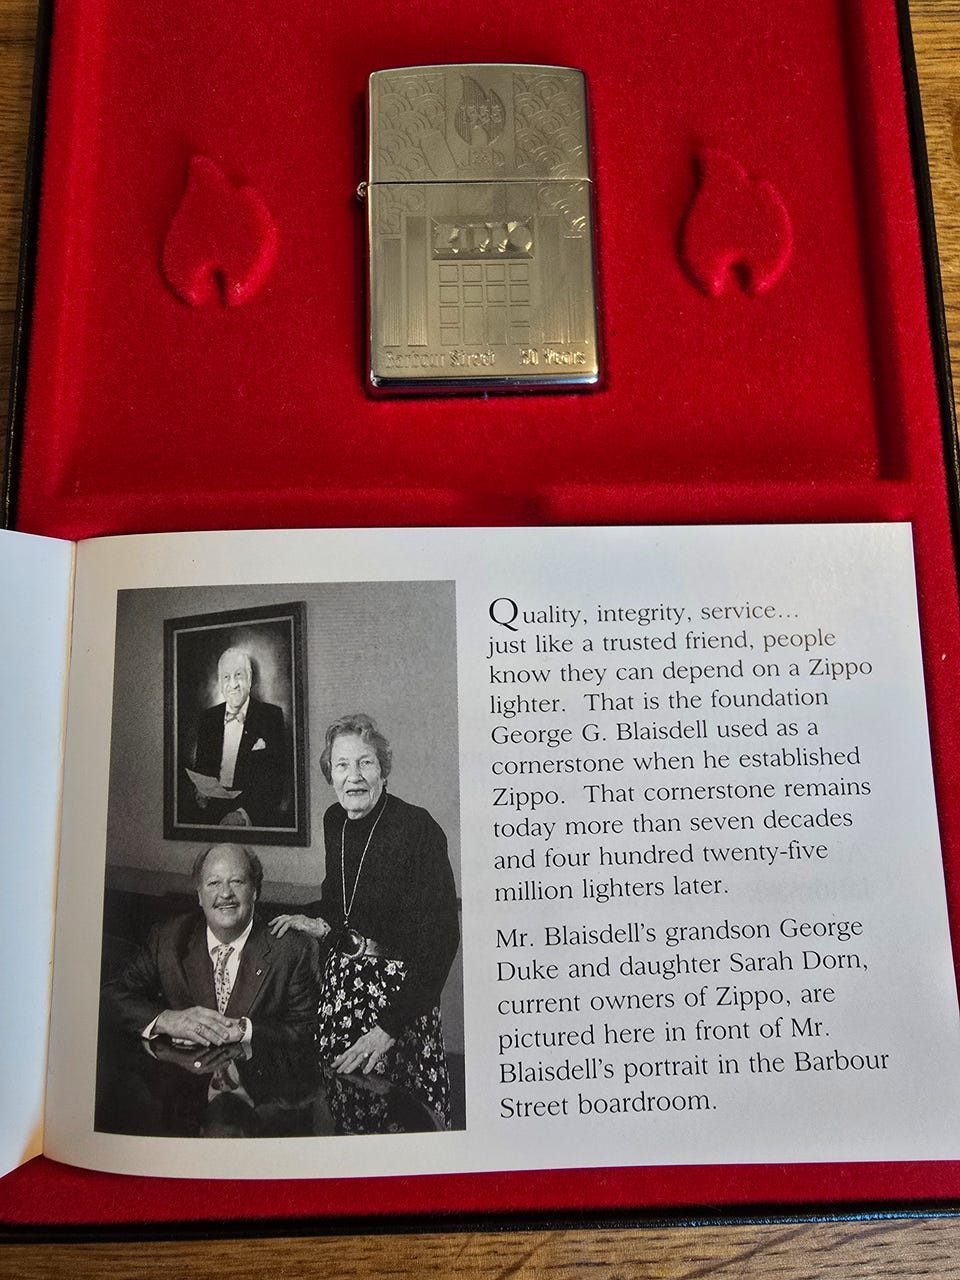 1955
ZIPPO
Barbour Street 50 Years
Quality, integrity, service...
just like a trusted friend, people
know they can depend on a Zippo
lighter. That is the foundation
George G. Blaisdell used as a
cornerstone when he established
Zippo. That cornerstone remains
today more than seven decades
and four hundred twenty-five
million lighters later.
Mr. Blaisdell's grandson George
Duke and daughter Sarah Dorn,
current owners of Zippo, are
pictured here in front of Mr.
Blaisdell's portrait in the Barbour
Street boardroom.